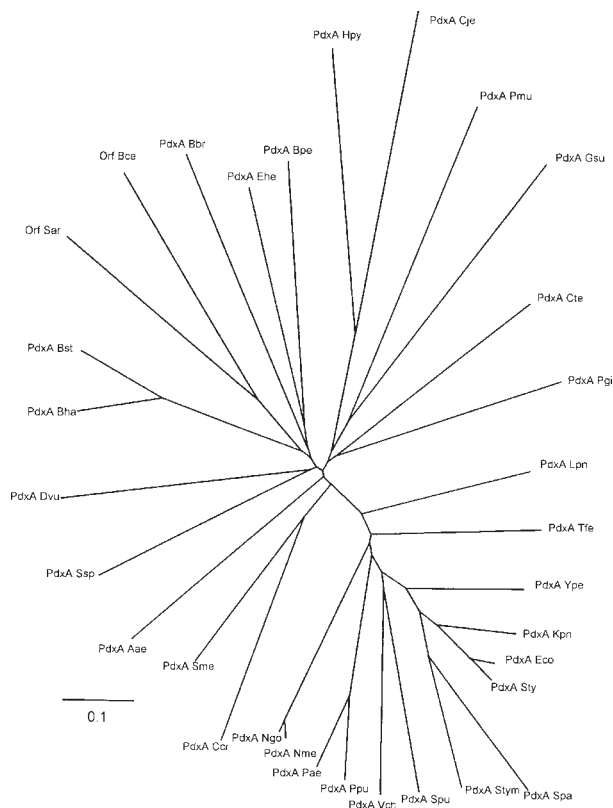 PdxA Cje
PdxA Hpy
PdxA Pmu
PdxA Bbr
PdxA Bpe
Orf Bce
PdxA Gsu
PdxA Ehe
Orf Sar
PdxA Cte
PdxA Bst
PdxA Pgi
PdxA Bha
PdxA Lpn
PdxA Dvu
PdxA Tfe
PdxA Ssp
PdxA Ype
PdxA Kpn
PdxA Aae
PdxA Eco
PdxA Sme
PdxA Sty
0.1
PdxA Ngo
PdxA Ccr
PdxA Nme
PdxA Pae
PdxA Ppu
PdxA Stym
PdxA Spa
PdxA Spu
PdxA Vch